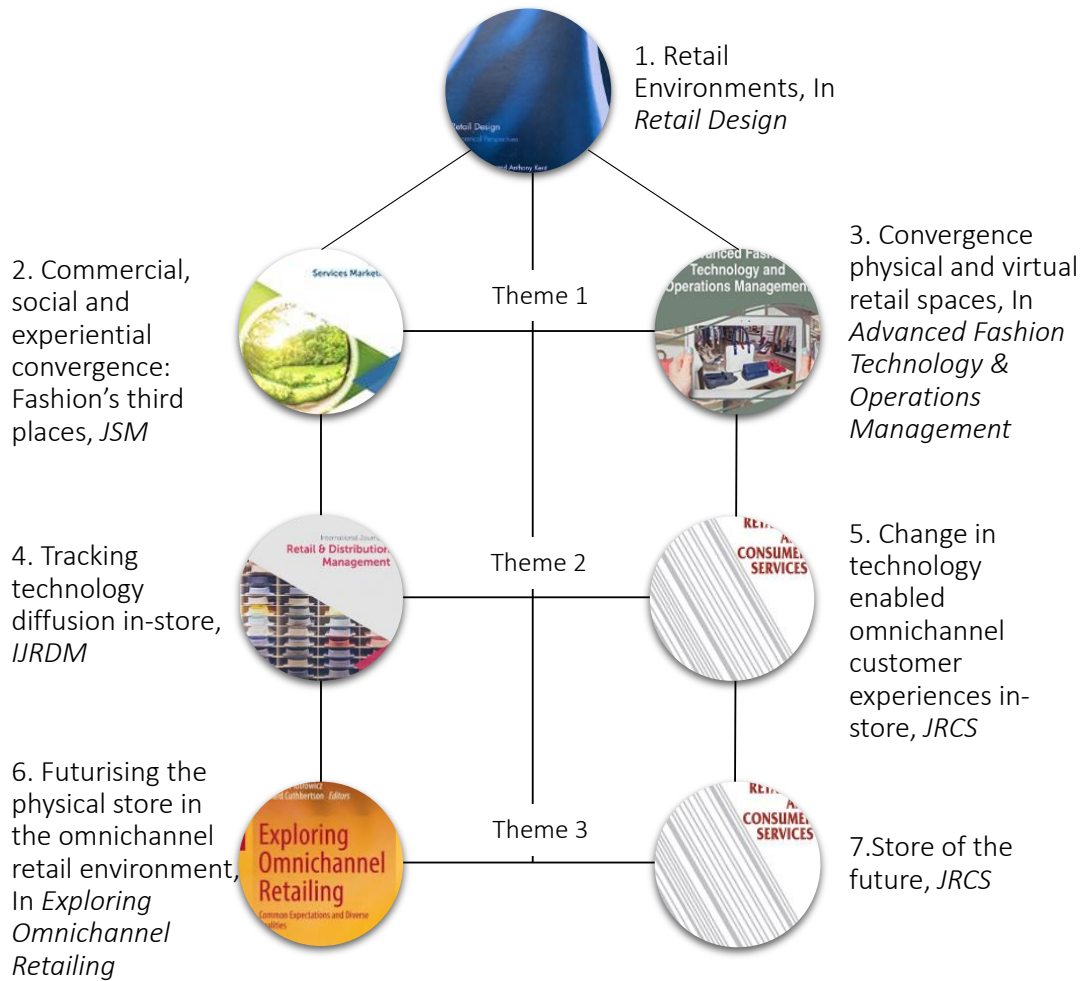 1. Retail
Environments, In
Retail Design
Retail Design
and Anthony Kent
2. Commercial,
social and
experiential
convergence:
Fashion’s third
places, JSM
Services Market
3. Convergence
physical and virtual
retail spaces, In
Advanced Fashion
Technology &
Operations
Management
Technology and
Operations Management
Theme 1
4. Tracking
technology
diffusion in-store,
IJRDM
International Journal
Retail & Distribution
Management
Theme 2
CONSUMER
SERVICES
5. Change in
technology
enabled
omnichannel
customer
experiences in-
store, JRCS
6. Futurising the
physical store in
the omnichannel
retail environment,
In Exploring
Omnichannel
Retailing
and Cuthbertson Editors
Exploring
Omnichannel
Retailing
Common Expectations and Diverse
Theme 3
CONSUMER
SERVICES
7.Store of the
future, JRCS